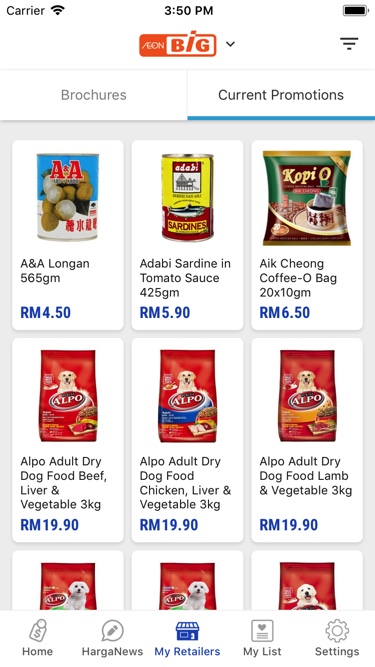 Carrier 3:50 PM
ÆON BiG
Brochures Current Promotions
A&A
adabi
SARDINES
Kopi O
A&A Longan
565gm
RM4.50
Adabi Sardine in
Tomato Sauce
425gm
RM5.90
Aik Cheong
Coffee-O Bag
20x10gm
RM6.50
ALPO
ALPO
ALPO
Alpo Adult Dry
Dog Food Beef,
Liver &
Vegetable 3kg
RM19.90
Alpo Adult Dry
Dog Food
Chicken, Liver &
Vegetable 3kg
RM19.90
Alpo Adult Dry
Dog Food Lamb
& Vegetable 3kg
RM19.90
ALPO
ALPO
Home
HargaNews
My Retailers
My List
Settings